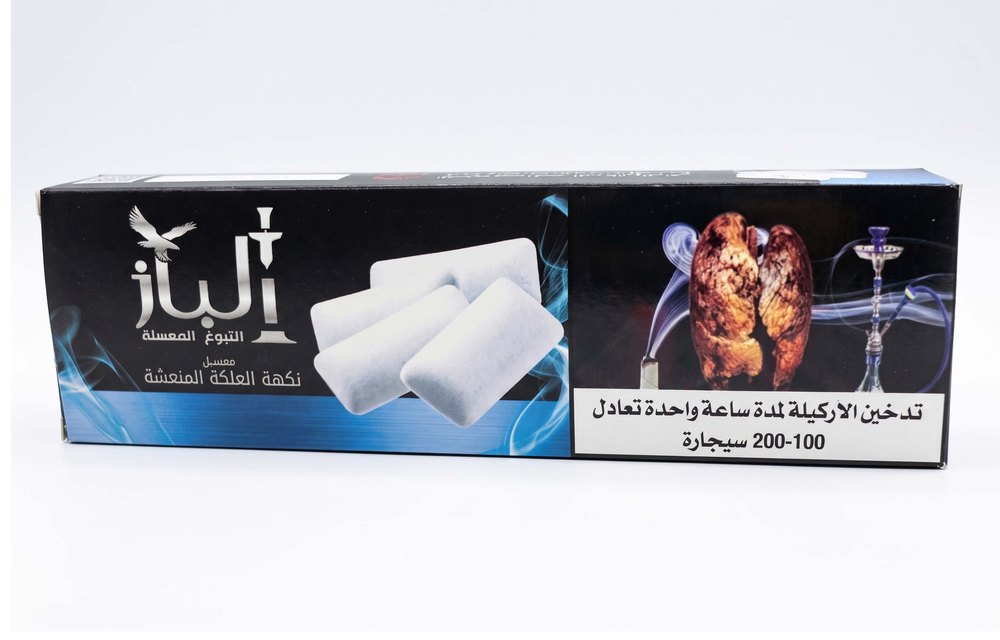 الباز
التبوغ المعسلة
معسل
نكهة العلكة المنعشة
تدخين الاركيلة لمدة ساعة واحدة تعادل
100-200 سيجارة